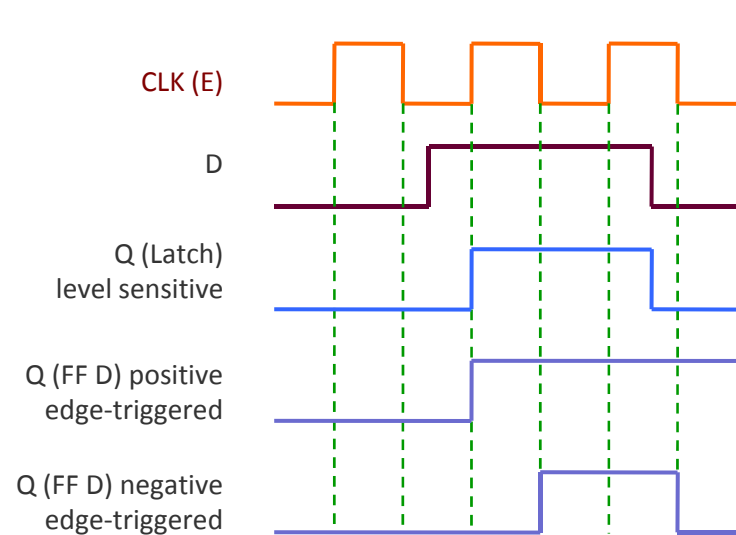 CLK (E)
D
Q (Latch)
level sensitive
Q (FF D) positive
edge-triggered
Q (FF D) negative
edge-triggered